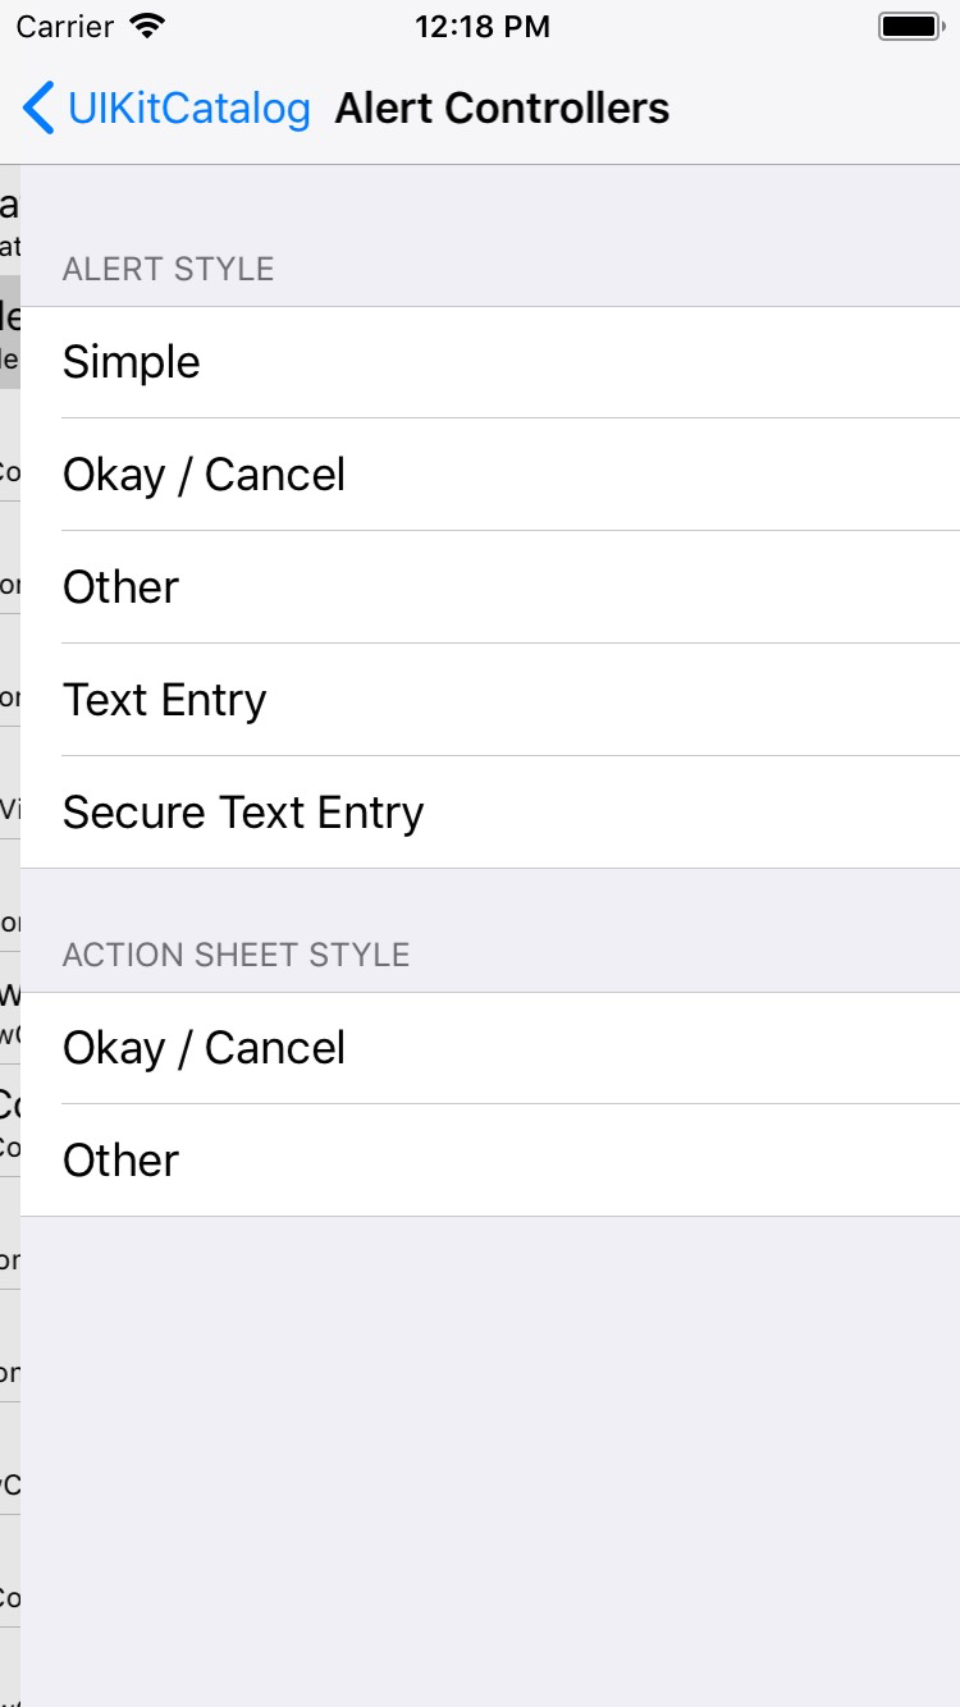 Carrier 12:18 PM
UIKitCatalog Alert Controllers
ALERT STYLE
Simple
Okay / Cancel
Other
Text Entry
Secure Text Entry
ACTION SHEET STYLE
Okay / Cancel
Other